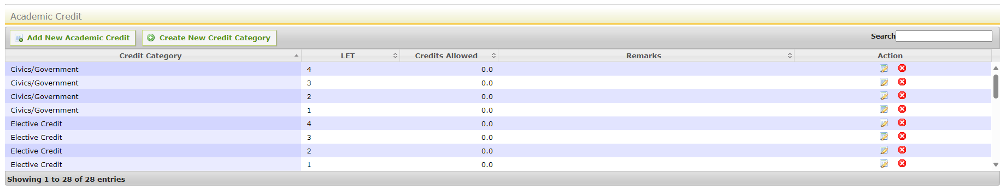 Academic Credit
Add New Academic Credit Create New Credit Category Search
Credit Category LET Credits Allowed Remarks Action
Civics/Government 4 0.0
Civics/Government 3 0.0
Civics/Government 2 0.0
Civics/Government 1 0.0
Elective Credit 4 0.0
Elective Credit 3 0.0
Elective Credit 2 0.0
Elective Credit 1 0.0
Showing 1 to 28 of 28 entries